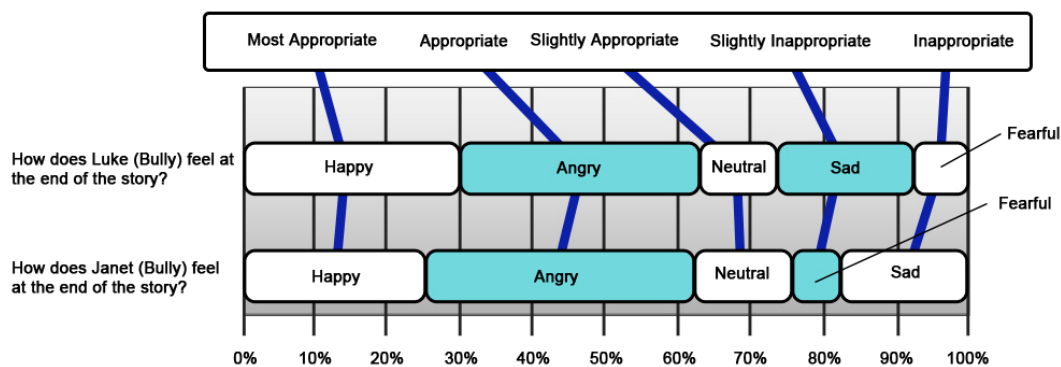 Most Appropriate Appropriate Slightly Appropriate Slightly Inappropriate Inappropriate
Fearful
How does Luke (Bully) feel at
the end of the story?
Happy Angry Neutral Sad
Fearful
How does Janet (Bully) feel
at the end of the story?
Happy Angry Neutral Sad
0% 10% 20% 30% 40% 50% 60% 70% 80% 90% 100%